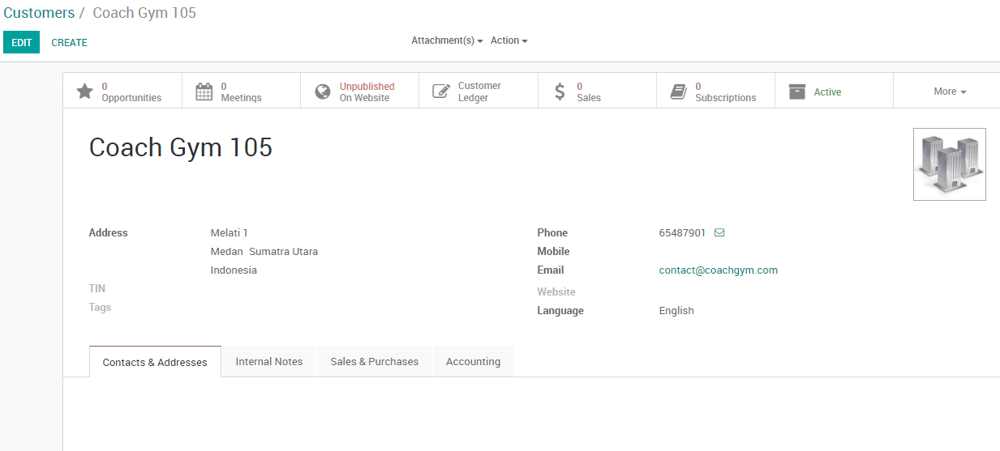 Customers / Coach Gym 105
EDIT CREATE Attachment(s) Action
0 Opportunities
0 Meetings
Unpublished On Website
Customer Ledger
$ 0 Sales
0 Subscriptions
Active
More
Coach Gym 105
Address Melati 1
Medan Sumatra Utara
Indonesia
TIN
Tags
Phone 65487901
Mobile
Email contact@coachgym.com
Website
Language English
Contacts & Addresses Internal Notes Sales & Purchases Accounting